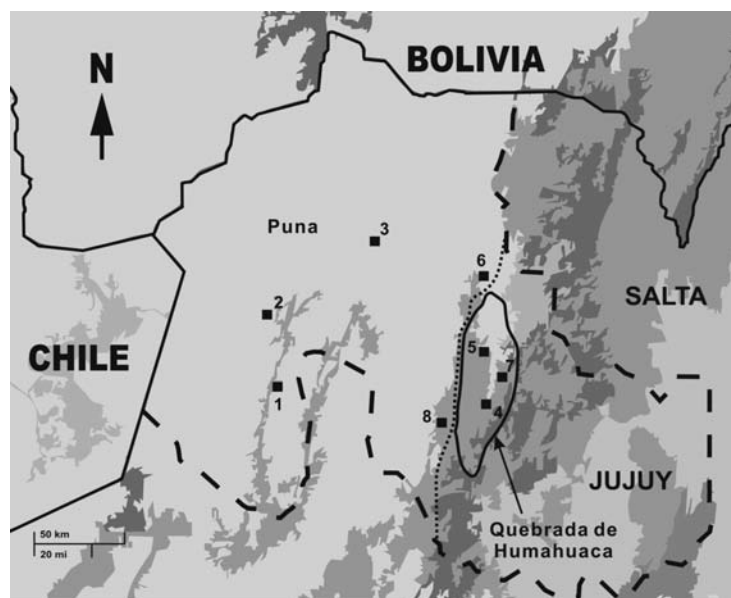 BOLIVIA
N
Puna
3
6
2
SALTA
CHILE
5
7
1
4
8
JUJUY
Quebrada de
Humahuaca
50 km
20 mi